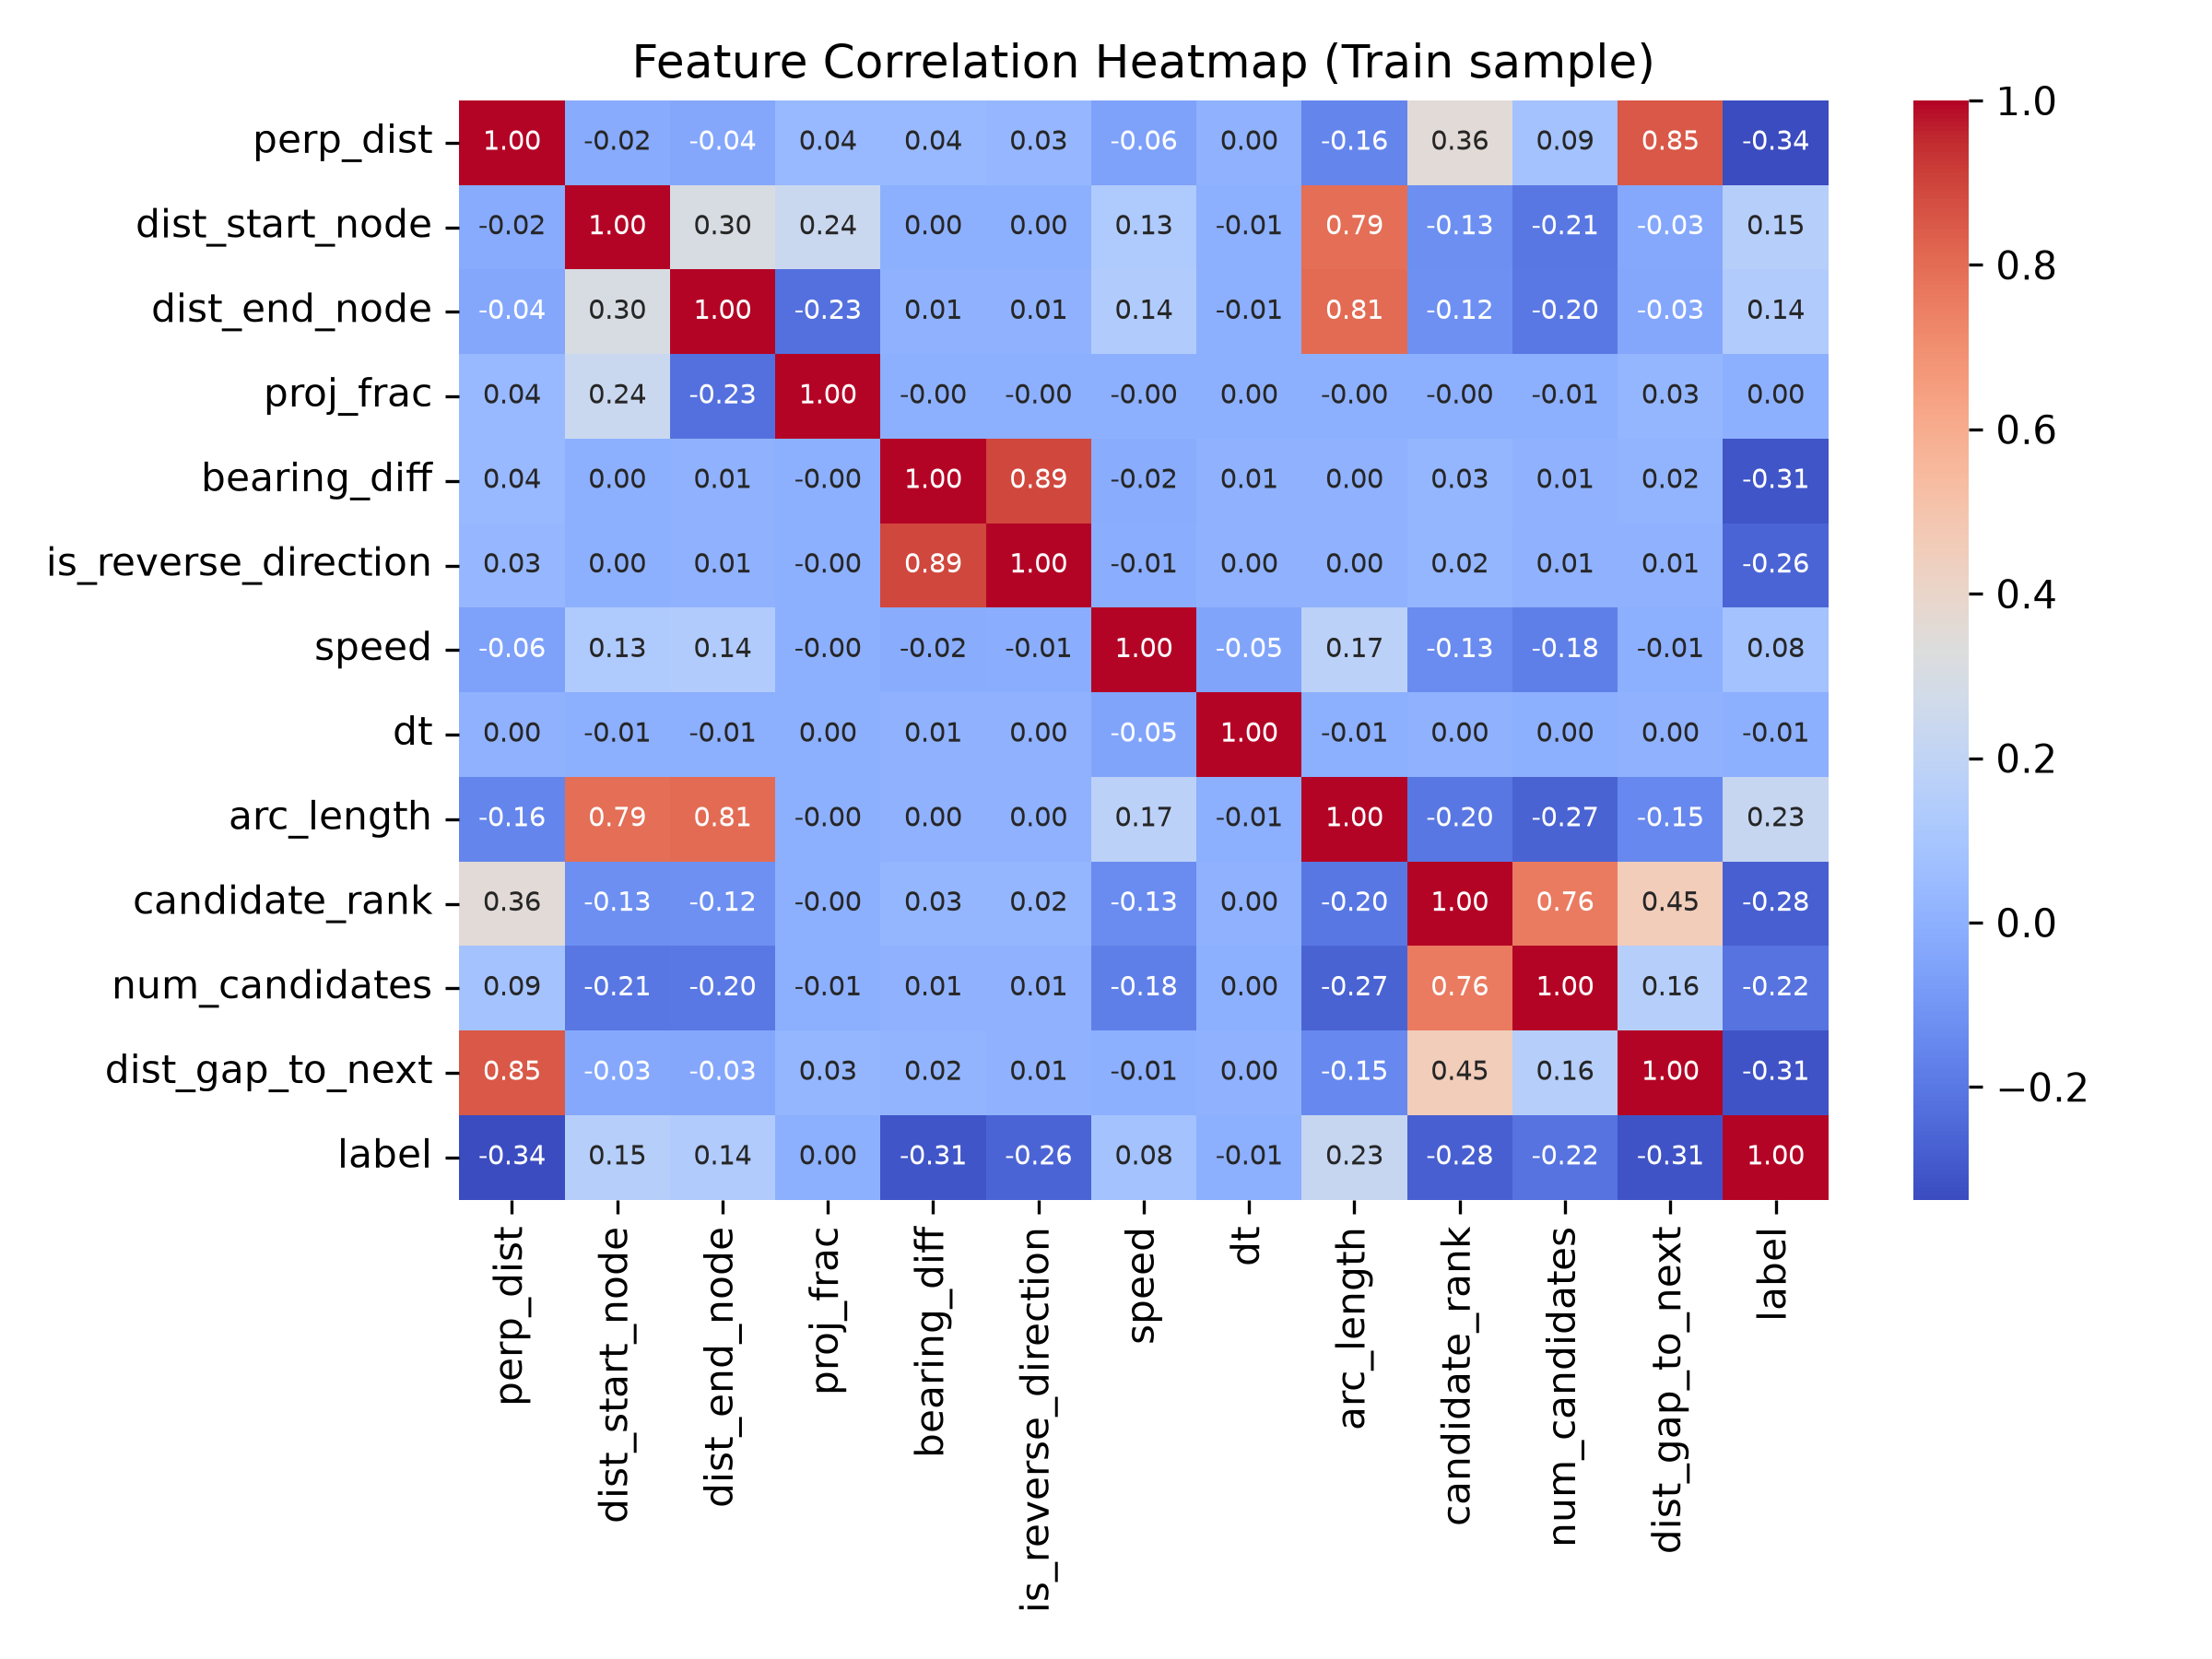 Feature Correlation Heatmap (Train sample)
perp_dist 1.00 -0.02 -0.04 0.04 0.04 0.03 -0.06 0.00 -0.16 0.36 0.09 0.85 -0.34
dist_start_node -0.02 1.00 0.30 0.24 0.00 0.00 0.13 -0.01 0.79 -0.13 -0.21 -0.03 0.15
dist_end_node -0.04 0.30 1.00 -0.23 0.01 0.01 0.14 -0.01 0.81 -0.12 -0.20 -0.03 0.14
proj_frac 0.04 0.24 -0.23 1.00 -0.00 -0.00 -0.00 0.00 -0.00 -0.00 -0.01 0.03 0.00
bearing_diff 0.04 0.00 0.01 -0.00 1.00 0.89 -0.02 0.01 0.00 0.03 0.01 0.02 -0.31
is_reverse_direction 0.03 0.00 0.01 -0.00 0.89 1.00 -0.01 0.00 0.00 0.02 0.01 0.01 -0.26
speed -0.06 0.13 0.14 -0.00 -0.02 -0.01 1.00 -0.05 0.17 -0.13 -0.18 -0.01 0.08
dt 0.00 -0.01 -0.01 0.00 0.01 0.00 -0.05 1.00 -0.01 0.00 0.00 0.00 -0.01
arc_length -0.16 0.79 0.81 -0.00 0.00 0.00 0.17 -0.01 1.00 -0.20 -0.27 -0.15 0.23
candidate_rank 0.36 -0.13 -0.12 -0.00 0.03 0.02 -0.13 0.00 -0.20 1.00 0.76 0.45 -0.28
num_candidates 0.09 -0.21 -0.20 -0.01 0.01 0.01 -0.18 0.00 -0.27 0.76 1.00 0.16 -0.22
dist_gap_to_next 0.85 -0.03 -0.03 0.03 0.02 0.01 -0.01 0.00 -0.15 0.45 0.16 1.00 -0.31
label -0.34 0.15 0.14 0.00 -0.31 -0.26 0.08 -0.01 0.23 -0.28 -0.22 -0.31 1.00
perp_dist
dist_start_node
dist_end_node
proj_frac
bearing_diff
is_reverse_direction
speed
dt
arc_length
candidate_rank
num_candidates
dist_gap_to_next
label
1.0
0.8
0.6
0.4
0.2
0.0
−0.2